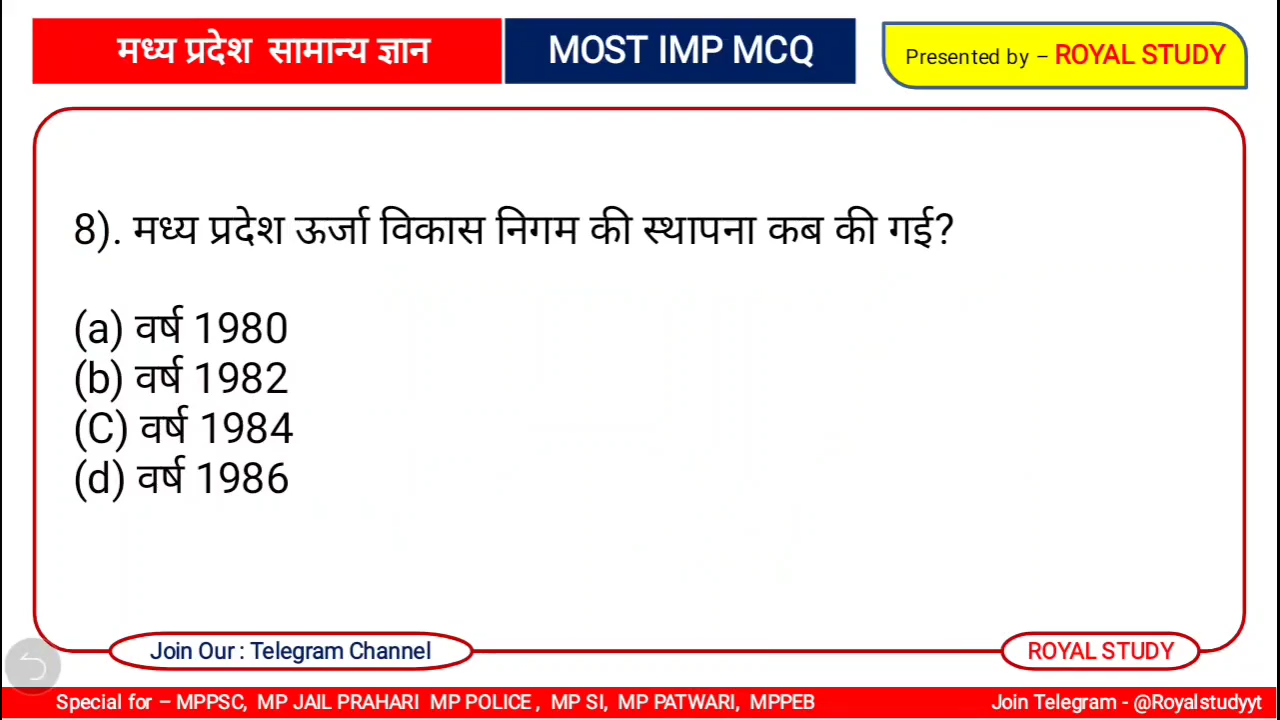 मध्य प्रदेश सामान्य ज्ञान
MOST IMP MCQ
Presented by – ROYAL STUDY
8). मध्य प्रदेश ऊर्जा विकास निगम की स्थापना कब की गई?
(a) वर्ष 1980
(b) वर्ष 1982
(C) वर्ष 1984
(d) वर्ष 1986
Join Our : Telegram Channel
ROYAL STUDY
Special for – MPPSC, MP JAIL PRAHARI MP POLICE , MP SI, MP PATWARI, MPPEB
Join Telegram - @Royalstudyyt